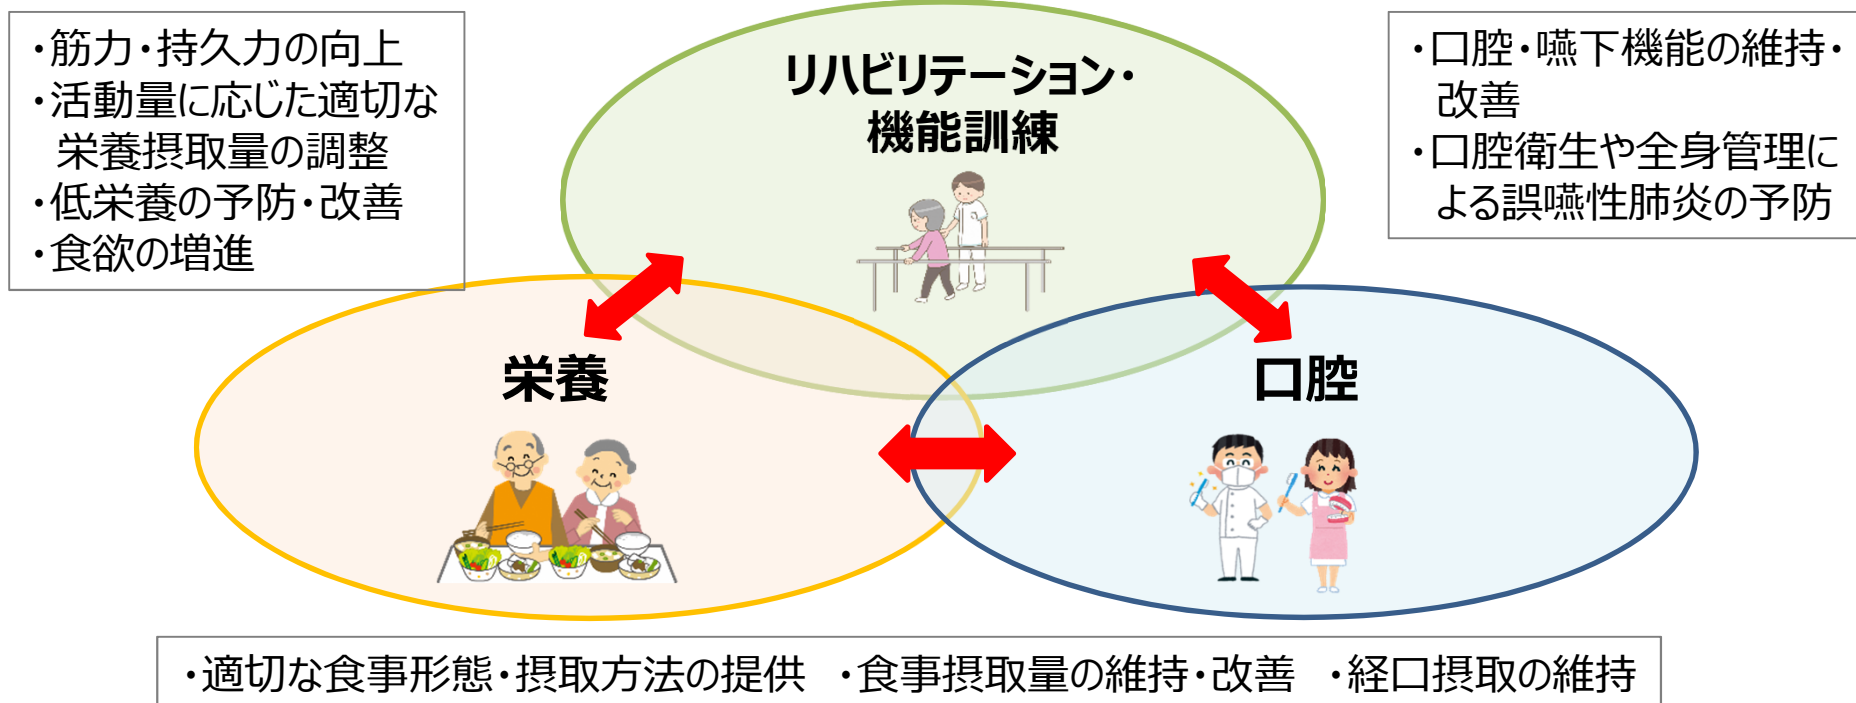 ・筋力・持久力の向上
・活動量に応じた適切な
栄養摂取量の調整
・低栄養の予防・改善
・食欲の増進
リハビリテーション・
機能訓練
・口腔・嚥下機能の維持・
改善
・口腔衛生や全身管理に
よる誤嚥性肺炎の予防
栄養
口腔
・適切な食事形態・摂取方法の提供 ・食事摂取量の維持・改善 ・経口摂取の維持